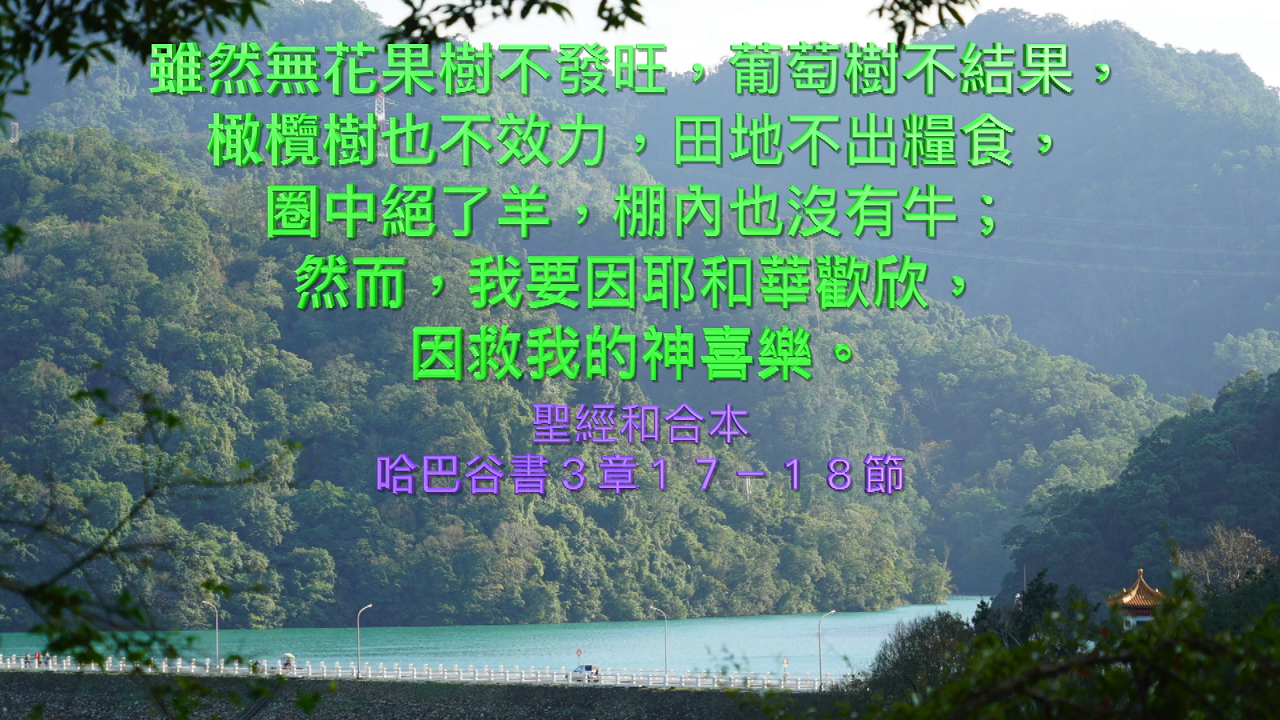 雖然無花果樹不發旺，葡萄樹不結果，
橄欖樹也不效力，田地不出糧食，
圈中絕了羊，棚內也沒有牛；
然而，我要因耶和華歡欣，
因救我的神喜樂。
聖經和合本
哈巴谷書３章１７－１８節